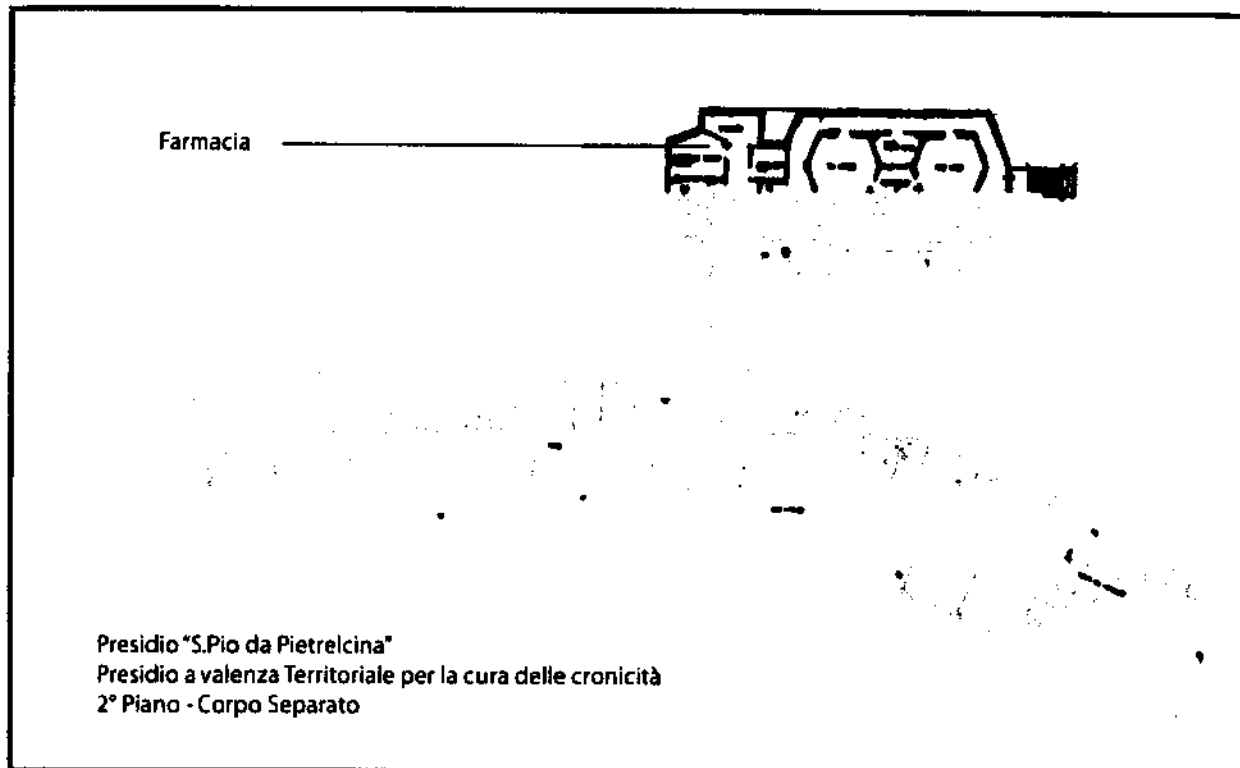 Farmacia
Presidio "S.Pio da Pietrelcina"
Presidio a valenza Territoriale per la cura delle cronicità
2° Piano - Corpo Separato